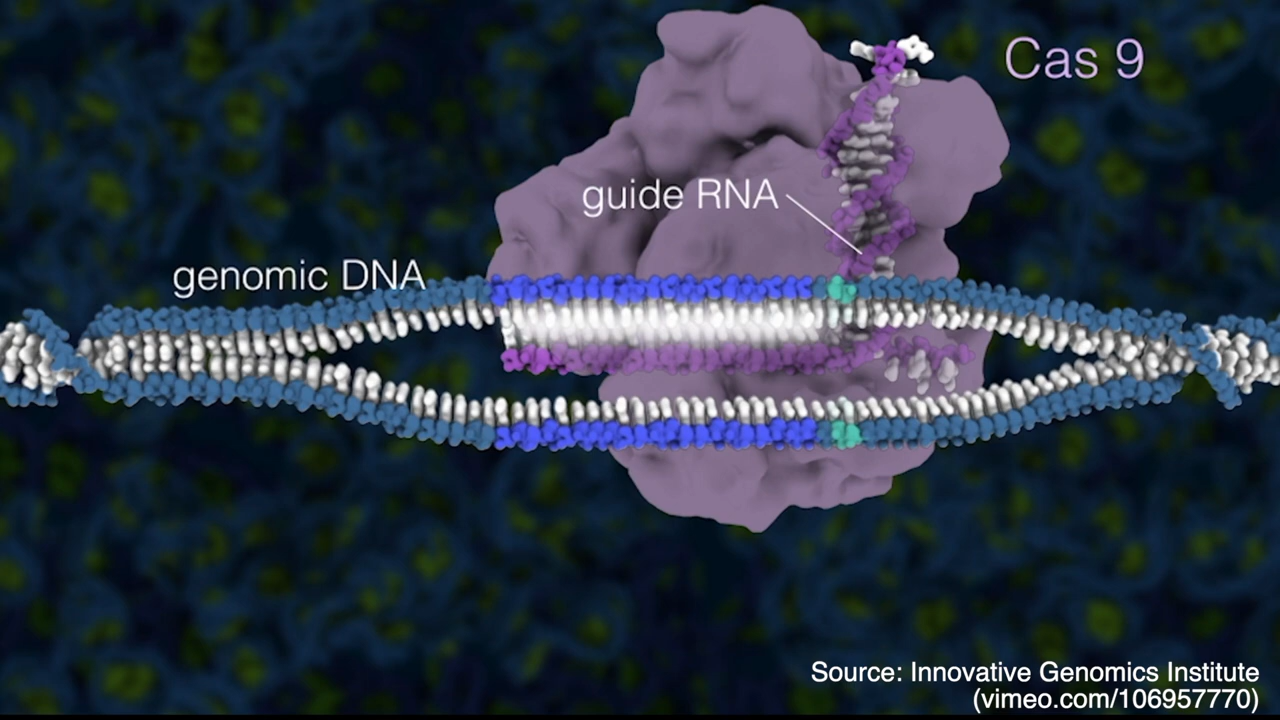 Cas 9
guide RNA
genomic DNA
Source: Innovative Genomics Institute
(vimeo.com/106957770)